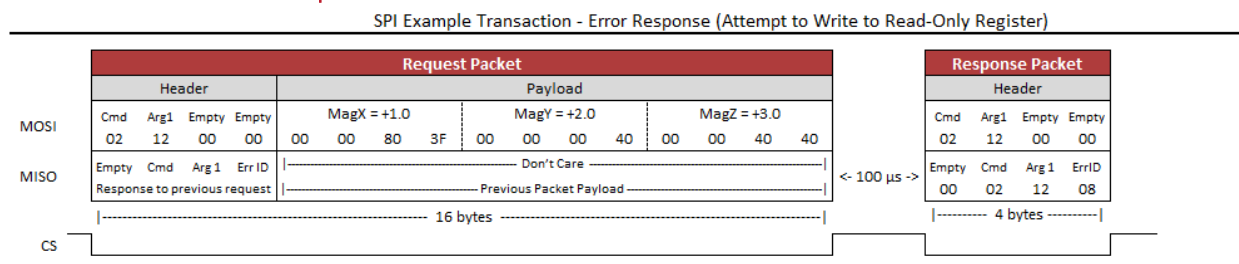 SPI Example Transaction - Error Response (Attempt to Write to Read-Only Register)
Request Packet Response Packet
Header Payload Header
Cmd Arg1 Empty Empty MagX = +1.0 MagY = +2.0 MagZ = +3.0 Cmd Arg1 Empty Empty
MOSI
02 12 00 00 00 00 80 3F 00 00 00 40 00 00 40 40 02 12 00 00
Empty Cmd Arg 1 Err ID |--- Don't Care ---| Empty Cmd Arg 1 ErrID
MISO <- 100 µs ->
Response to previous request |--- Previous Packet Payload ---| 00 02 12 08
|--- 16 bytes ---| |--- 4 bytes ---|
CS